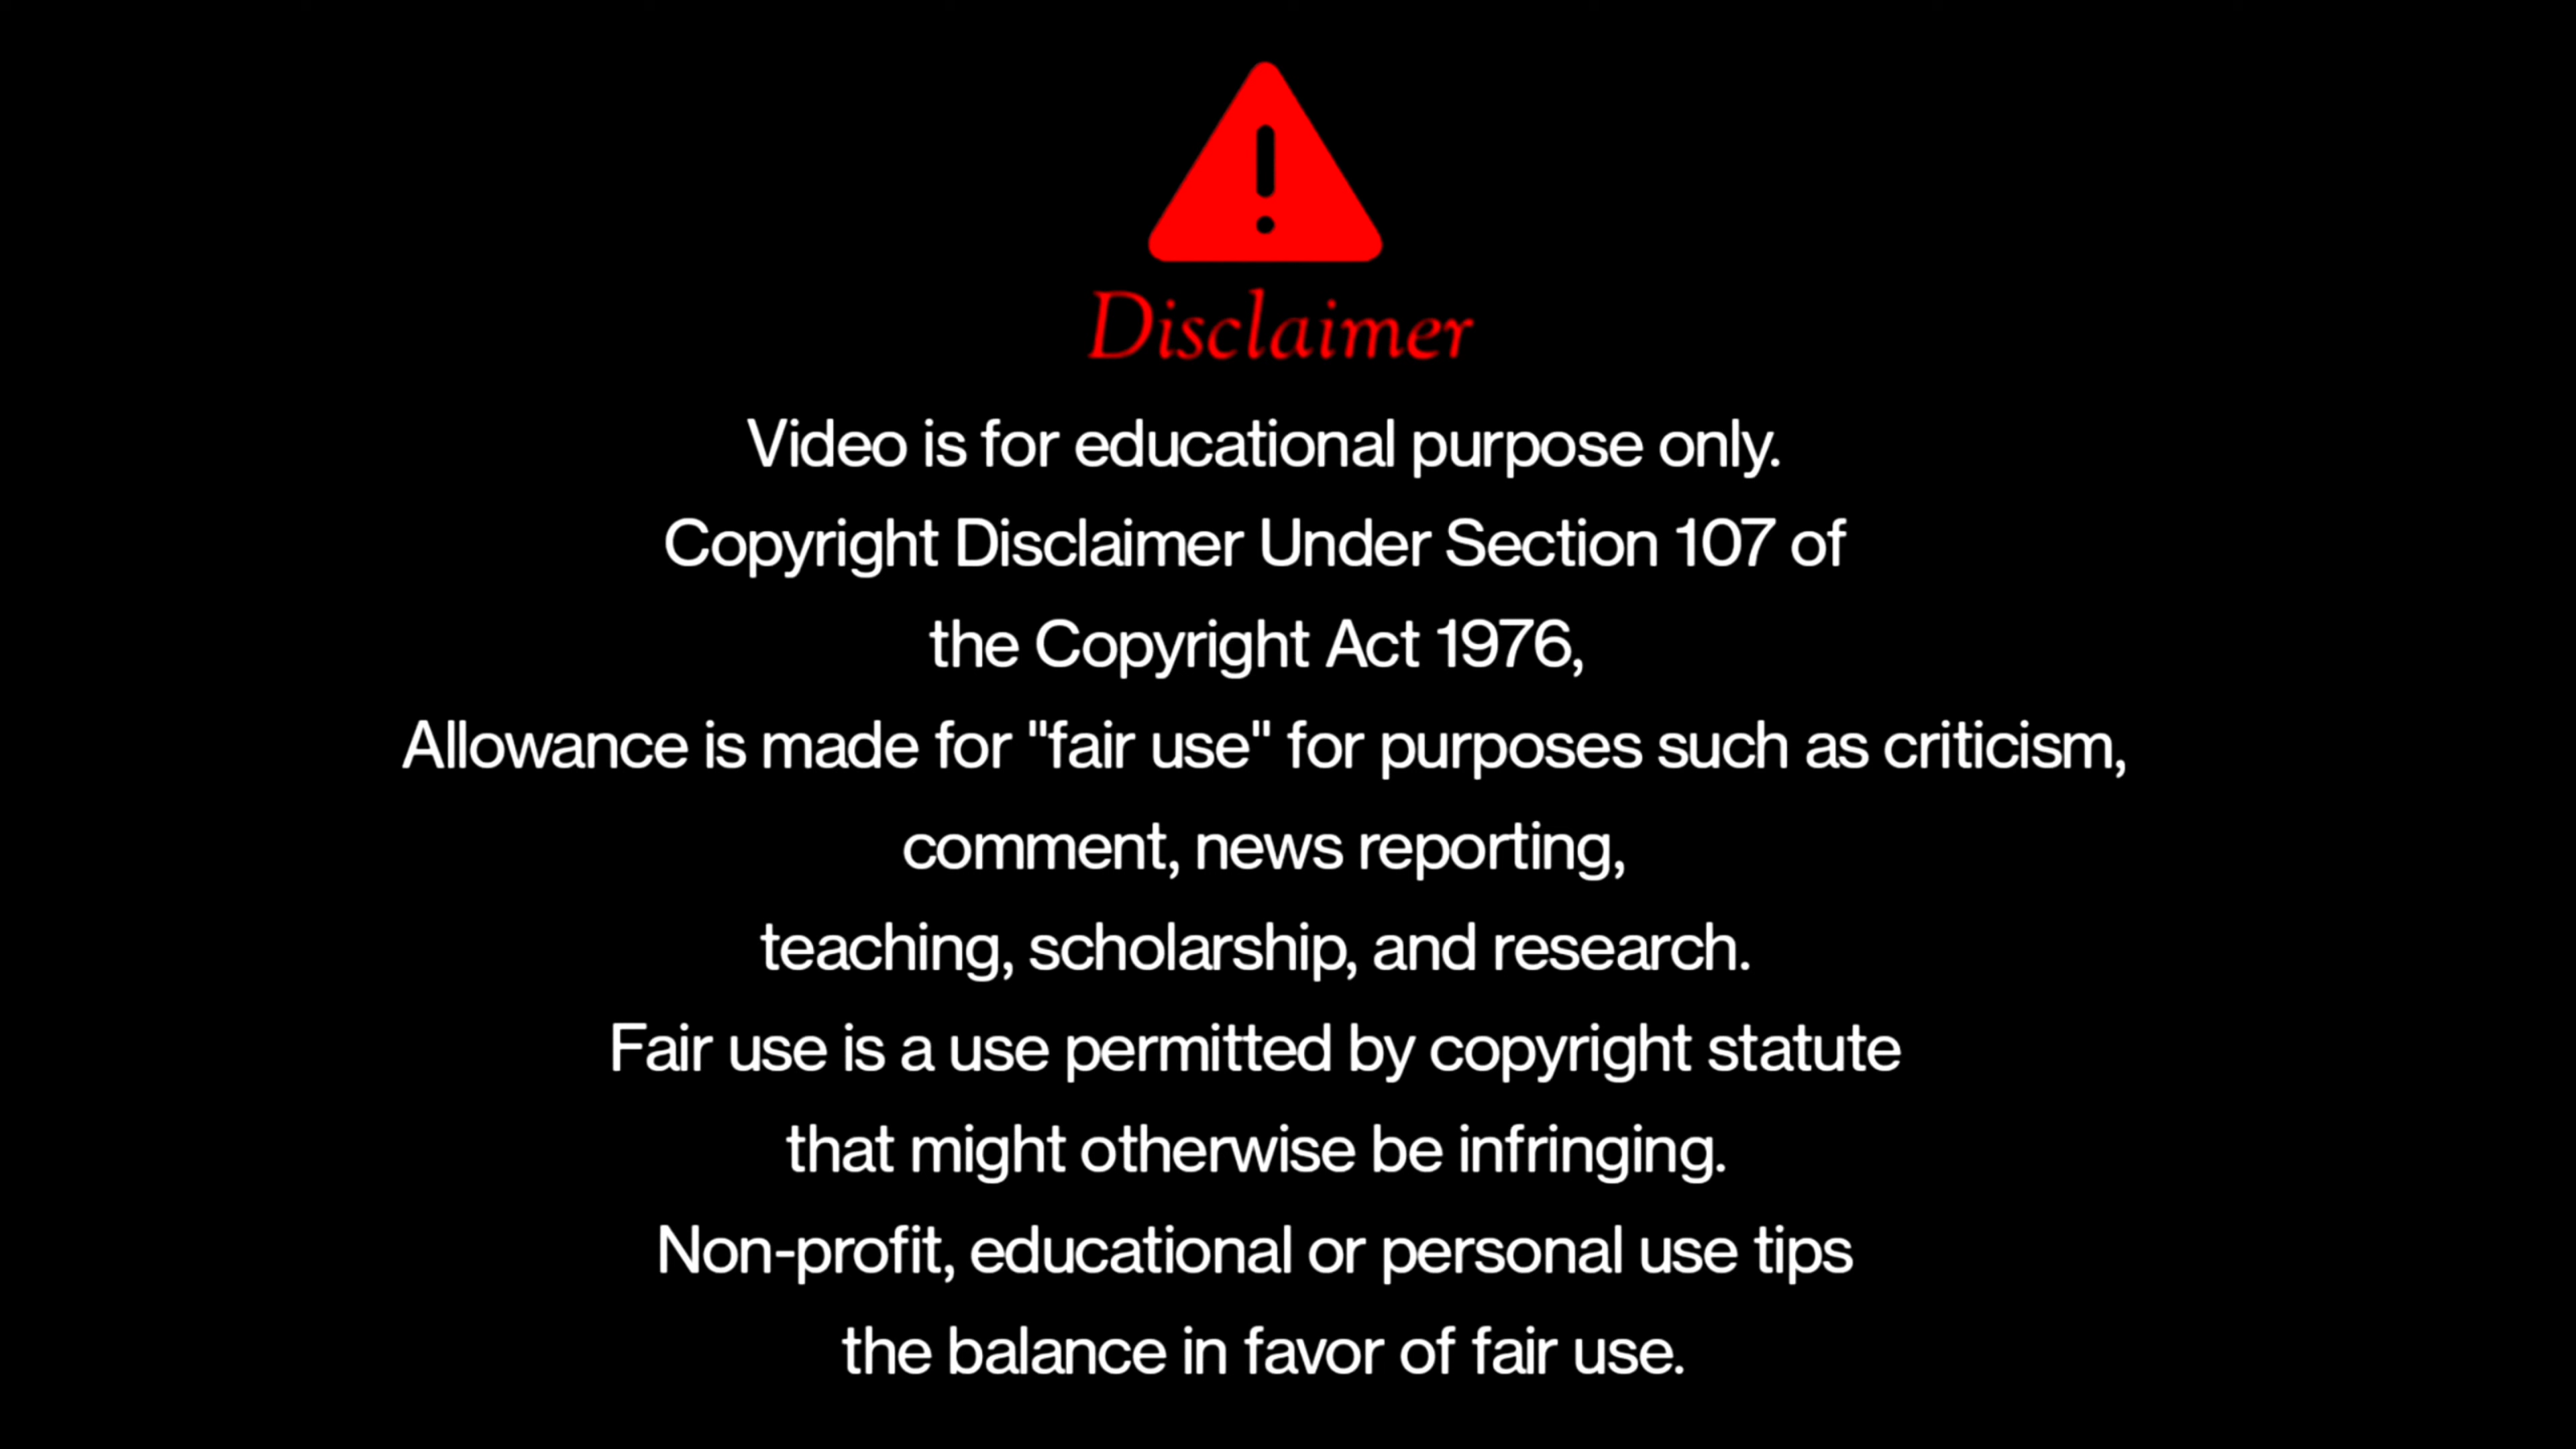 Disclaimer
Video is for educational purpose only.
Copyright Disclaimer Under Section 107 of
the Copyright Act 1976,
Allowance is made for "fair use" for purposes such as criticism,
comment, news reporting,
teaching, scholarship, and research.
Fair use is a use permitted by copyright statute
that might otherwise be infringing.
Non-profit, educational or personal use tips
the balance in favor of fair use.